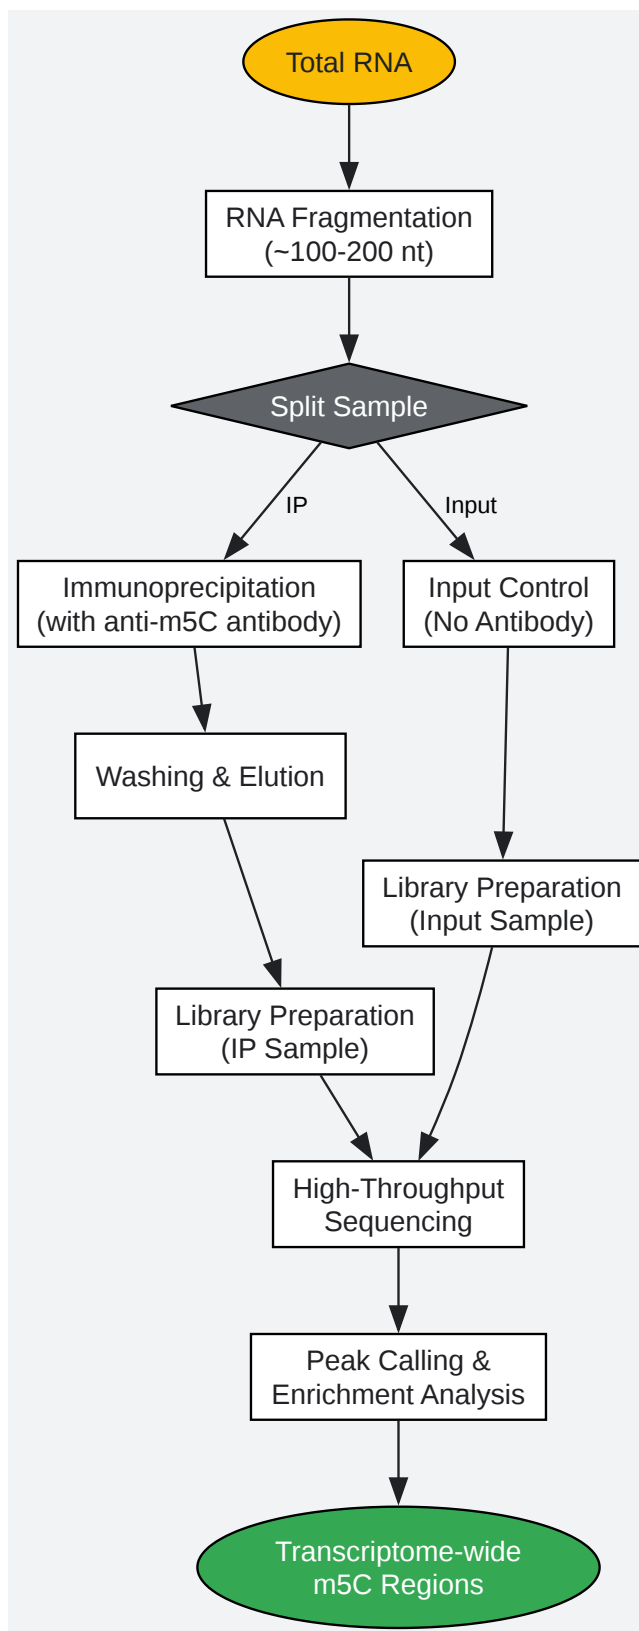 Total RNA
RNA Fragmentation
(~100-200 nt)
Split Sample
IP
Input
Immunoprecipitation
(with anti-m5C antibody)
Input Control
(No Antibody)
Washing & Elution
Library Preparation
(Input Sample)
Library Preparation
(IP Sample)
High-Throughput
Sequencing
Peak Calling &
Enrichment Analysis
Transcriptome-wide
m5C Regions